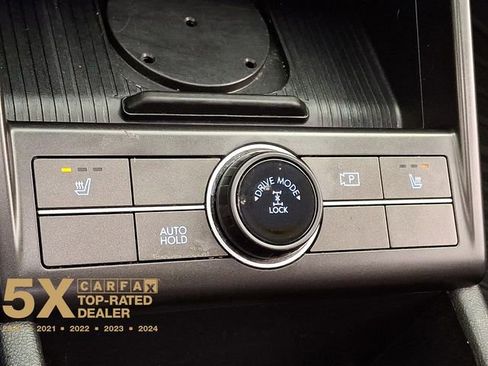 DRIVE MODE
LOCK
P
AUTO
HOLD
5X CARFAX
TOP-RATED
DEALER
• 2021 • 2022 • 2023 • 2024